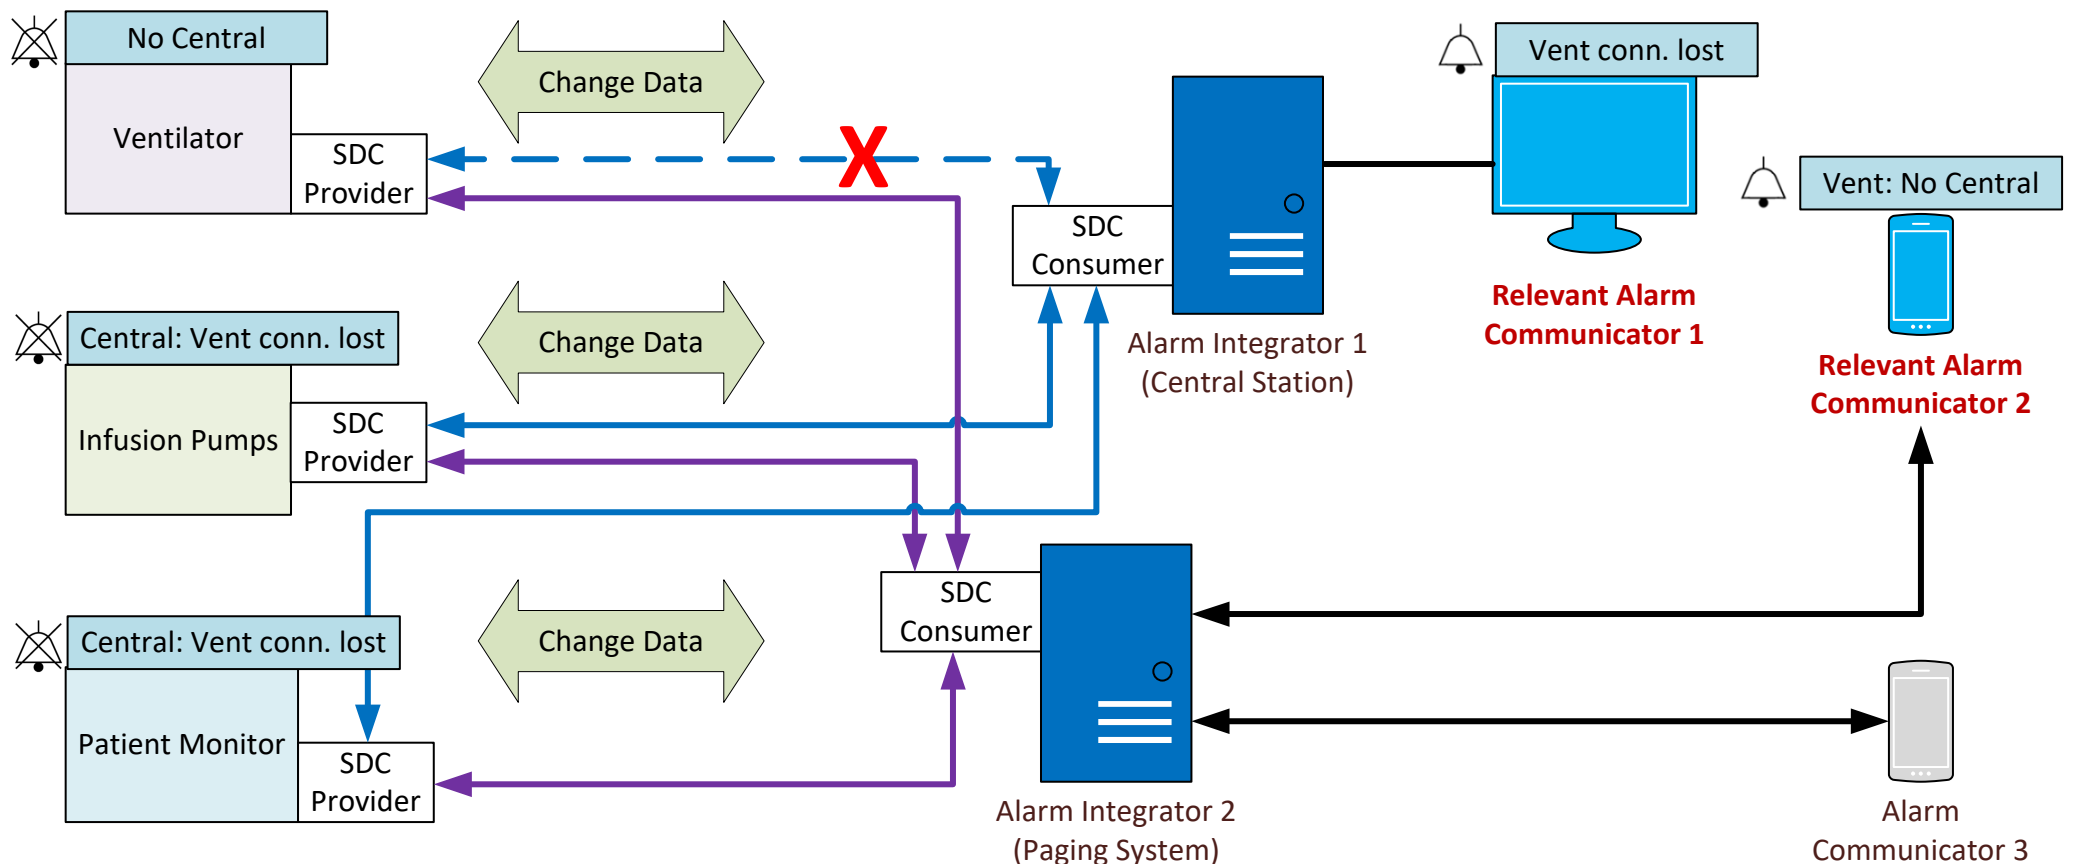 No Central
Ventilator
SDC
Provider
Change Data
X
Vent conn. lost
Vent: No Central
SDC
Consumer
Relevant Alarm
Communicator 1
Alarm Integrator 1
(Central Station)
Relevant Alarm
Communicator 2
Central: Vent conn. lost
Infusion Pumps
SDC
Provider
Change Data
Central: Vent conn. lost
Patient Monitor
SDC
Provider
Change Data
SDC
Consumer
Alarm Integrator 2
(Paging System)
Alarm
Communicator 3